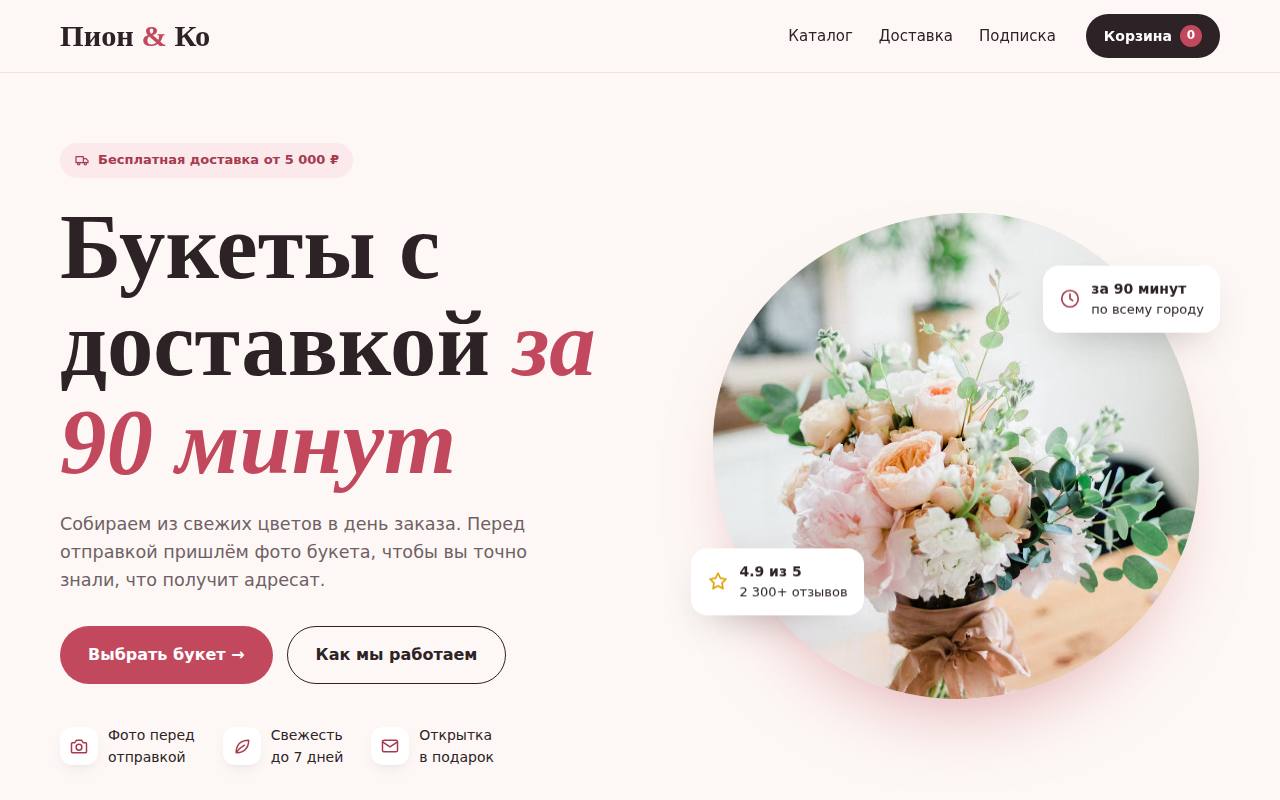 Пион & Ко
Каталог
Доставка
Подписка
Корзина 0
Бесплатная доставка от 5 000 ₽
Букеты с
доставкой за
90 минут
Собираем из свежих цветов в день заказа. Перед
отправкой пришлём фото букета, чтобы вы точно
знали, что получит адресат.
Выбрать букет →
Как мы работаем
Фото перед
отправкой
Свежесть
до 7 дней
Открытка
в подарок
за 90 минут
по всему городу
4.9 из 5
2 300+ отзывов